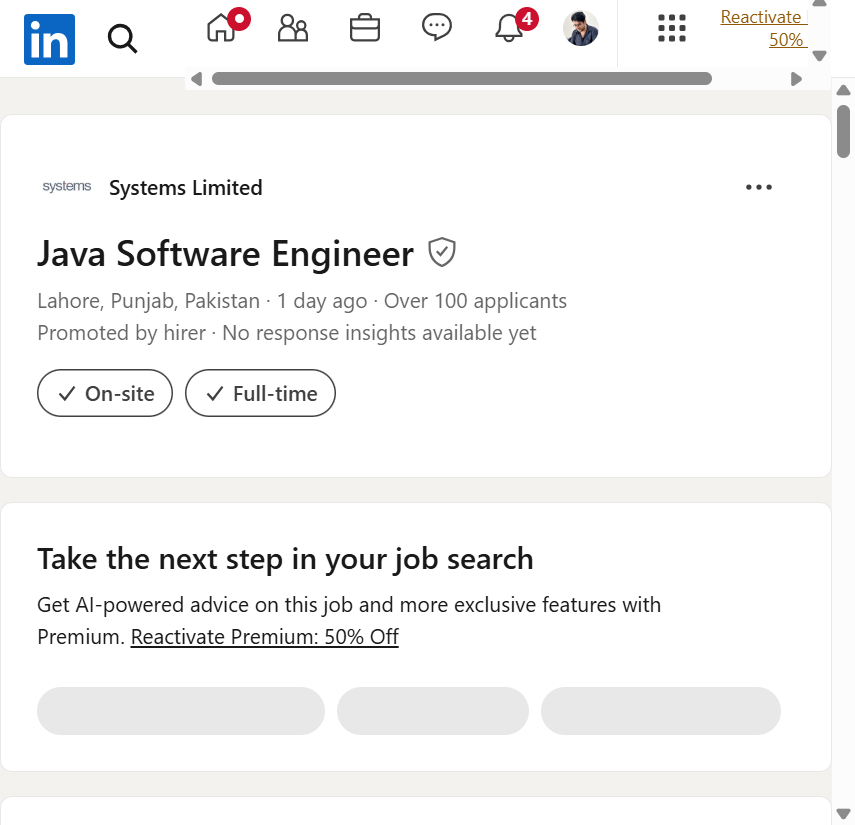 in
4
Reactivate
50%
systems
Systems Limited
Java Software Engineer
Lahore, Punjab, Pakistan · 1 day ago · Over 100 applicants
Promoted by hirer · No response insights available yet
On-site
Full-time
Take the next step in your job search
Get AI-powered advice on this job and more exclusive features with
Premium. Reactivate Premium: 50% Off